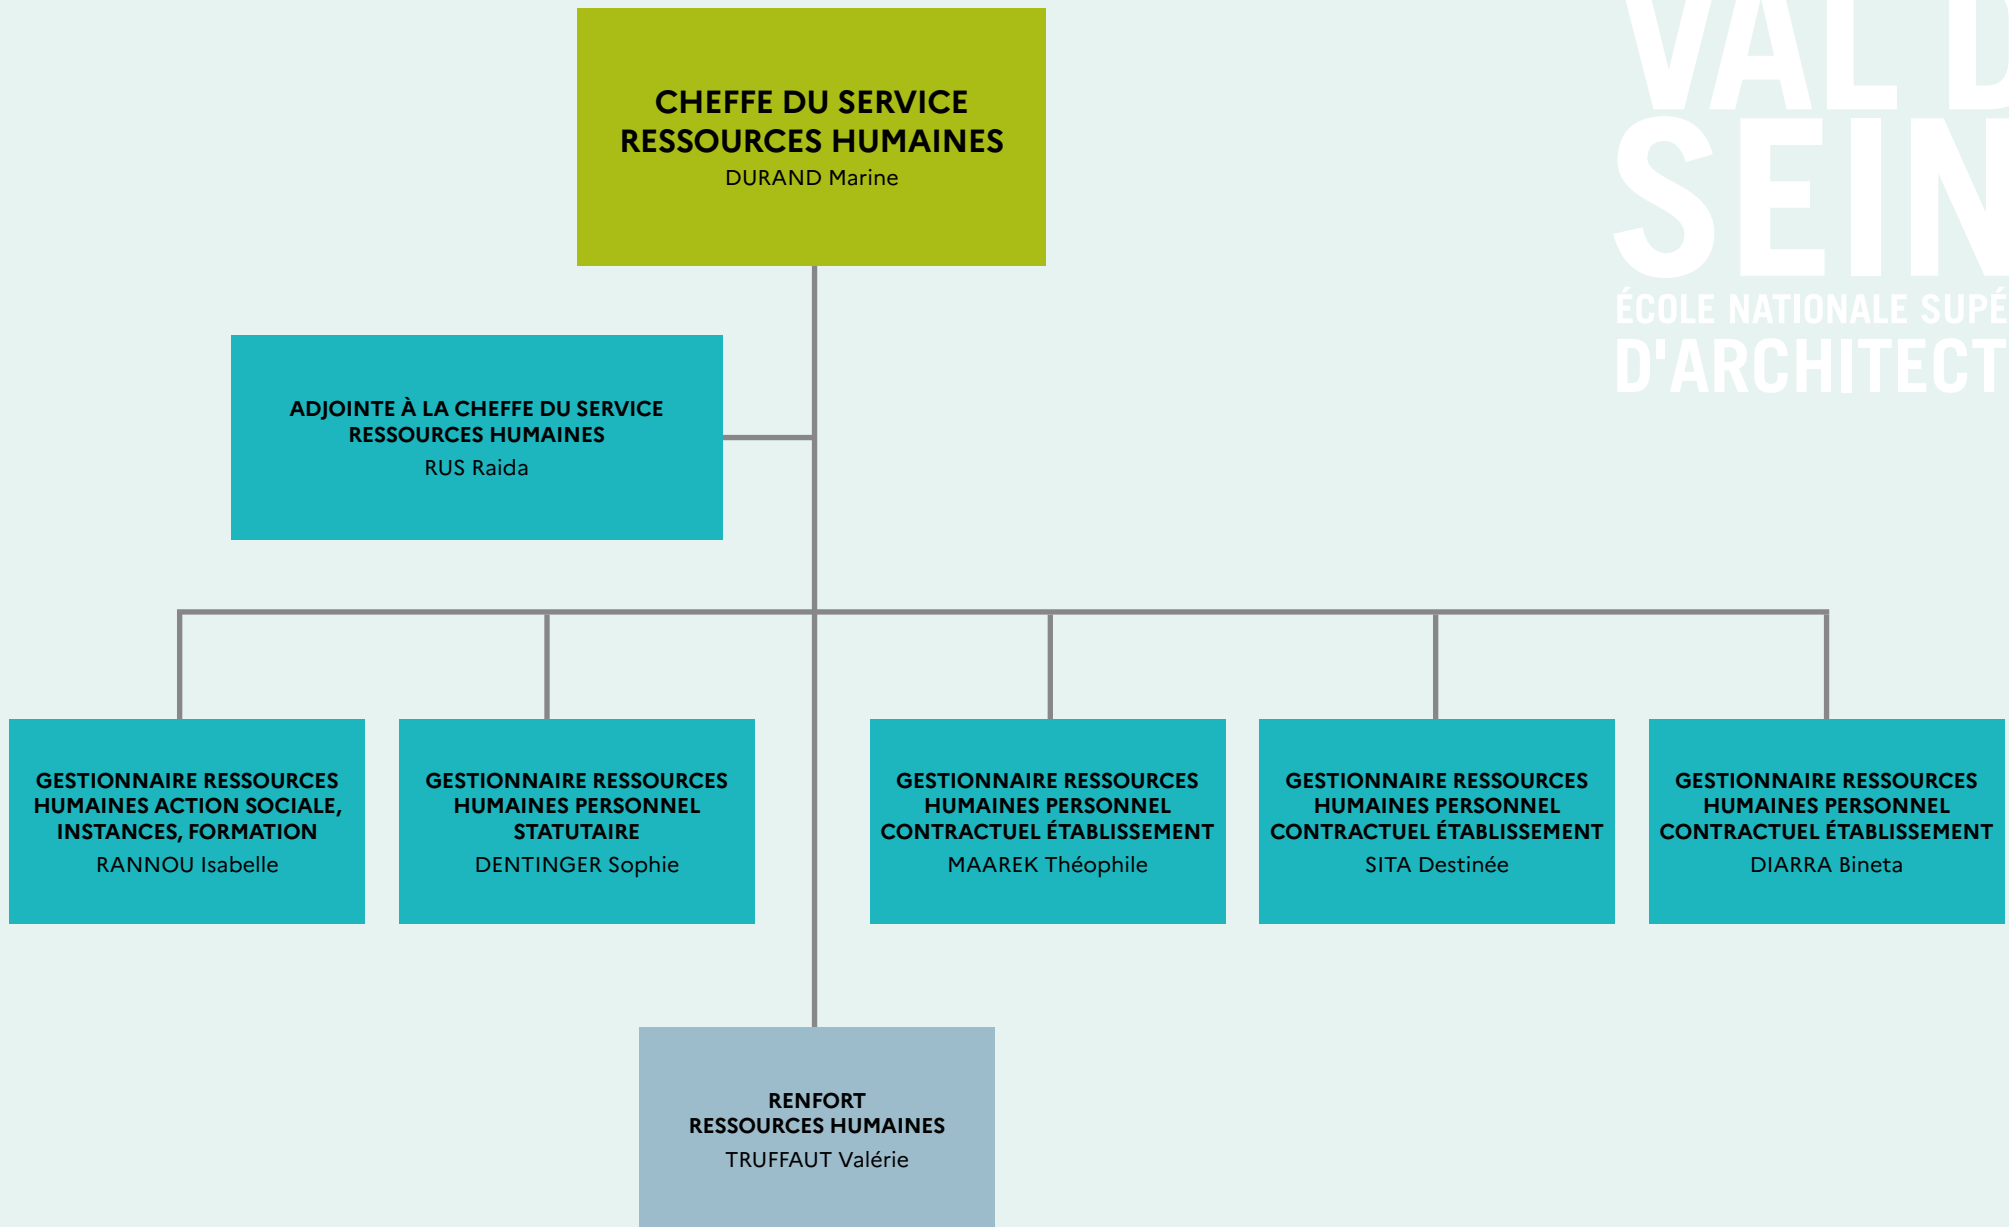 VAL D
SEIN
ÉCOLE NATIONALE SUPÉ
D'ARCHITECT
CHEFFE DU SERVICE
RESSOURCES HUMAINES
DURAND Marine
ADJOINTE À LA CHEFFE DU SERVICE
RESSOURCES HUMAINES
RUS Raida
GESTIONNAIRE RESSOURCES
HUMAINES ACTION SOCIALE,
INSTANCES, FORMATION
RANNOU Isabelle
GESTIONNAIRE RESSOURCES
HUMAINES PERSONNEL
STATUTAIRE
DENTINGER Sophie
GESTIONNAIRE RESSOURCES
HUMAINES PERSONNEL
CONTRACTUEL ÉTABLISSEMENT
MAAREK Théophile
GESTIONNAIRE RESSOURCES
HUMAINES PERSONNEL
CONTRACTUEL ÉTABLISSEMENT
SITA Destinée
GESTIONNAIRE RESSOURCES
HUMAINES PERSONNEL
CONTRACTUEL ÉTABLISSEMENT
DIARRA Bineta
RENFORT
RESSOURCES HUMAINES
TRUFFAUT Valérie